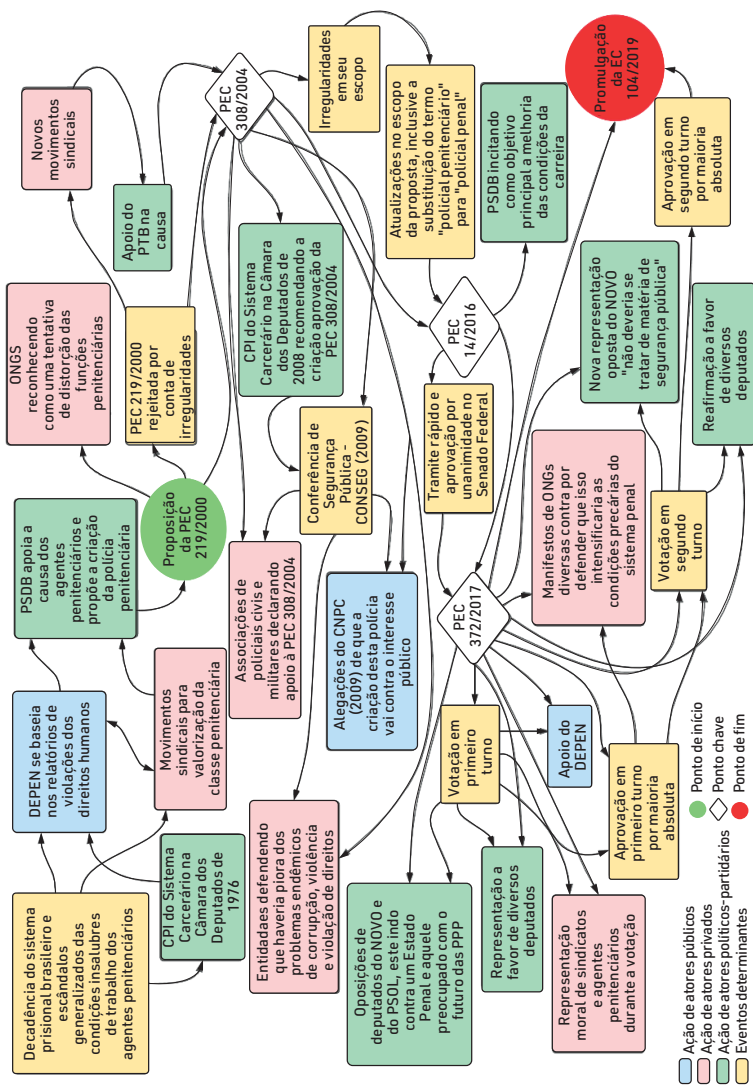 Decadência do sistema
prisional brasileiro e
escândalos
generalizados das
condições insalubres
de trabalho dos
agentes penitenciários
DEPEN se baseia
nos relatórios de
violações dos
direitos humanos
PSDB apoia a
causa dos
agentes
penitenciários e
propõe a criação
da polícia
penitenciária
ONGS
reconhecendo
como uma tentativa
de distorção das
funções
penitenciárias
Novos
movimentos
sindicais
CPI do Sistema
Carcerário na
Câmara dos
Deputados de
1976
Movimentos
sindicais para
valorização da
classe penitenciária
Proposição
da PEC
219/2000
PEC 219/2000
rejeitada por
conta de
irregularidades
Apoio do
PTB na
causa
PEC
308/2004
Entidaades defendendo
que haveria piora dos
problemas endêmicos
de corrupção, violência
e violação de direitos
Associações de
policiais civis e
militares declarando
apoio à PEC 308/2004
CPI do Sistema
Carcerário na Câmara
dos Deputados de
2008 recomendando a
criação aprovação da
PEC 308/2004
Irregularidades
em seu
escopo
Conferência de
Segurança
Pública -
CONSEG (2009)
Alegações do CNPC
(2009) de que a
criação desta polícia
vai contra o interesse
público
Atualizações no escopo
da proposta, inclusive a
substituição do termo
"policial penitenciário"
para "policial penal"
Oposições de
deputados do NOVO e
do PSOL, este indo
contra um Estado
Penal e aquele
preocupado com o
futuro das PPP
Votação em
primeiro
turno
PEC
372/2017
Tramite rápido e
aprovação por
unanimidade no
Senado Federal
PEC
14/2016
PSDB incitando
como objetivo
principal a melhoria
das condições da
carreira
Representação a
favor de diversos
deputados
Apoio do
DEPEN
Manifestos de ONGs
diversas contra por
defender que isso
intensificaria as
condições precárias do
sistema penal
Nova representação
oposta do NOVO
"não deveria se
tratar de matéria de
segurança pública"
Promulgação
da EC
104/2019
Representação
moral de sindicatos
e agentes
penitenciários
durante a votação
Aprovação em
primeiro turno
por maioria
absoluta
Votação em
segundo
turno
Reafirmação a favor
de diversos
deputados
Aprovação em
segundo turno
por maioria
absoluta
Ação de atores públicos
Ação de atores privados
Ação de atores políticos-partidários
Eventos determinantes
Ponto de início
Ponto chave
Ponto de fim